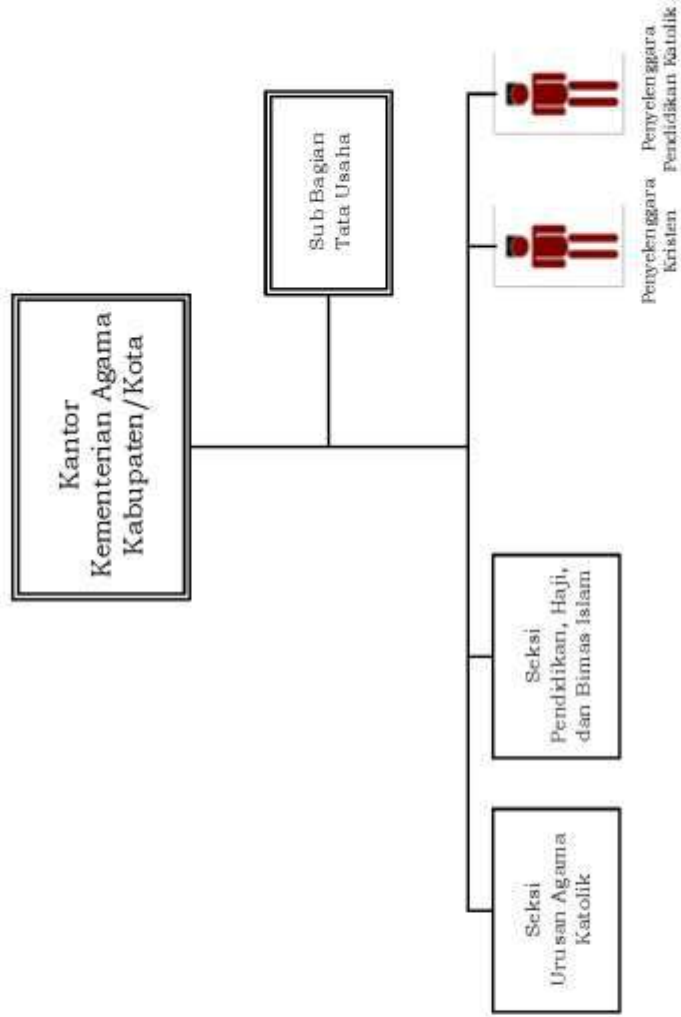 Kantor
Kementerian Agama
Kabupaten/Kota
Sub Bagian
Tata Usaha
Seksi
Urusan Agama
Katolik
Seksi
Pendidikan, Haji,
dan Bimas Islam
Penyelenggara
Kristen
Penyelenggara
Pendidikan Katolik